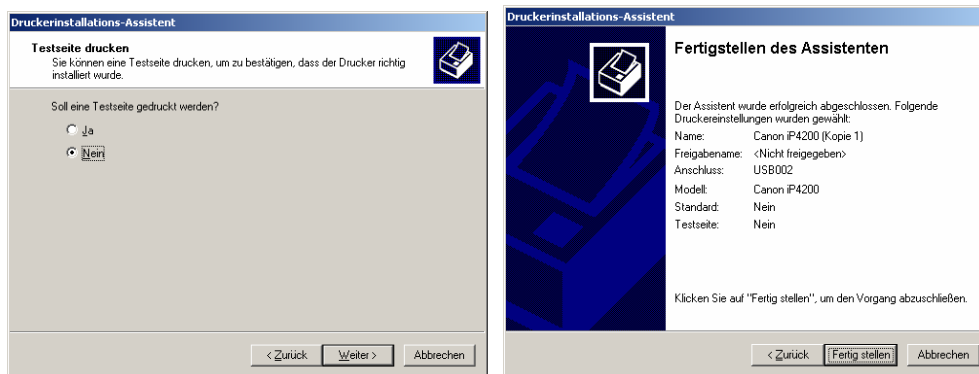 Druckerinstallations-Assistent
Testseite drucken
Sie können eine Testseite drucken, um zu bestätigen, dass der Drucker richtig
installiert wurde.
Soll eine Testseite gedruckt werden?
Ja
Nein
< Zurück
Weiter >
Abbrechen
Druckerinstallations-Assistent
Fertigstellen des Assistenten
Der Assistent wurde erfolgreich abgeschlossen. Folgende
Druckereinstellungen wurden gewählt:
Name: Canon iP4200 (Kopie 1)
Freigabename: <Nicht freigegeben>
Anschluss: USB002
Modell: Canon iP4200
Standard: Nein
Testseite: Nein
Klicken Sie auf "Fertig stellen", um den Vorgang abzuschließen.
< Zurück
Fertig stellen
Abbrechen